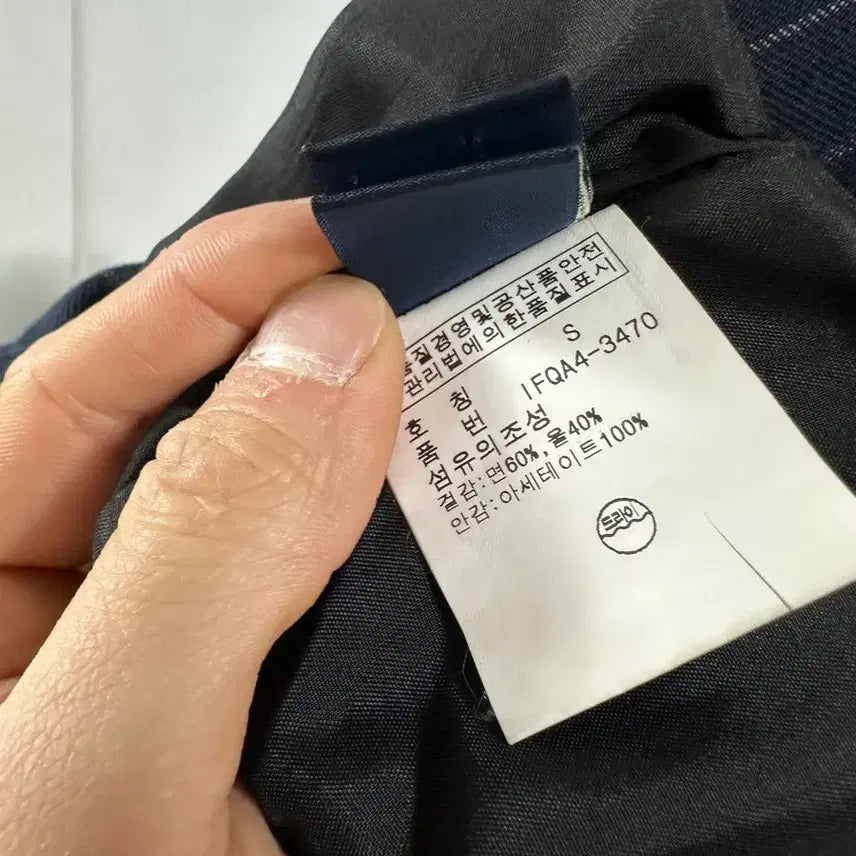 품질경영및공산품안전
관리법에의한품질표시
호 칭 S
품 번 IFQA4-3470
섬유의조성
겉감:면60%,울40%
안감:아세테이트100%
드라이